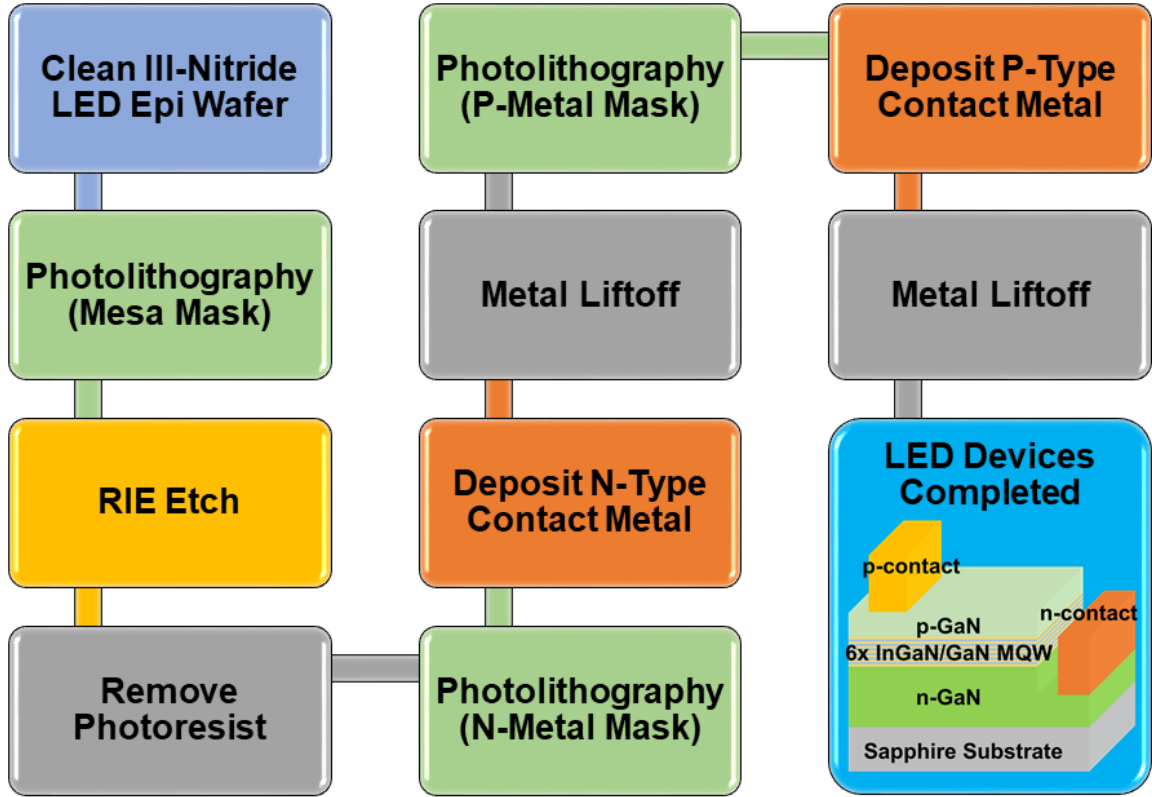 Clean III-Nitride
LED Epi Wafer
Photolithography
(Mesa Mask)
RIE Etch
Remove
Photoresist
Photolithography
(N-Metal Mask)
Deposit N-Type
Contact Metal
Metal Liftoff
Photolithography
(P-Metal Mask)
Deposit P-Type
Contact Metal
Metal Liftoff
LED Devices
Completed
p-contact
n-contact
p-GaN
6x InGaN/GaN MQW
n-GaN
Sapphire Substrate